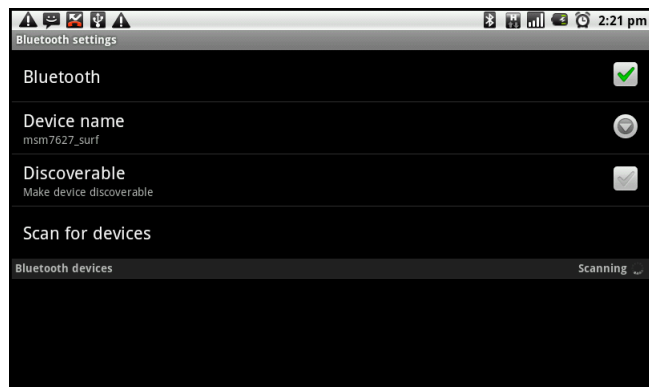 2:21 pm
Bluetooth settings
Bluetooth
Device name
msm7627_surf
Discoverable
Make device discoverable
Scan for devices
Bluetooth devices Scanning